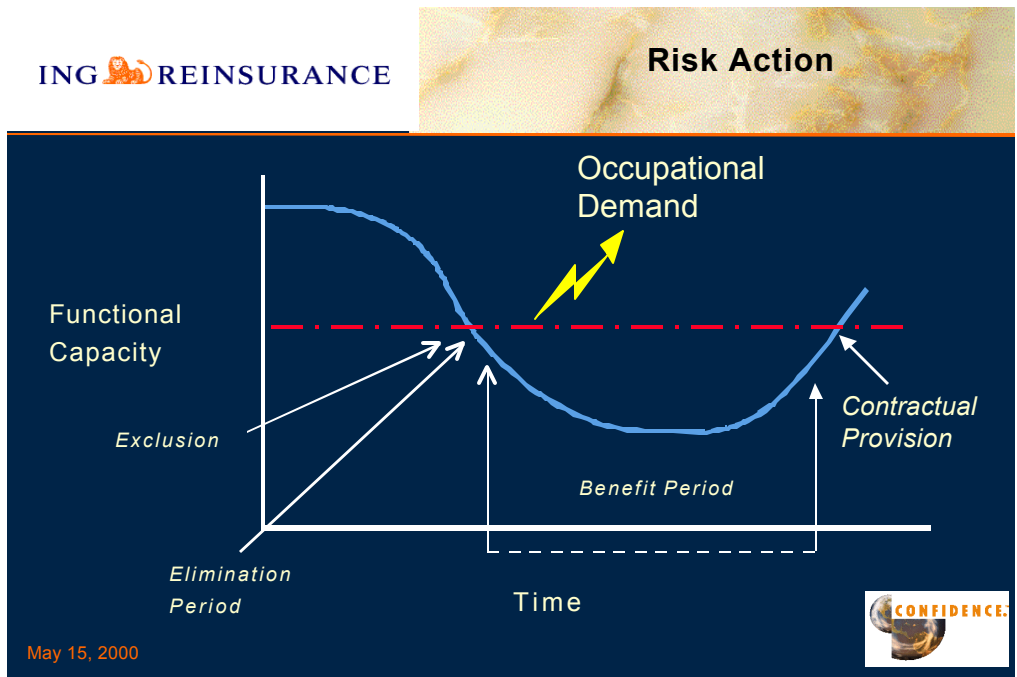 ING REINSURANCE
Risk Action
Occupational
Demand
Functional
Capacity
Exclusion
Contractual
Provision
Benefit Period
Elimination
Period
Time
CONFIDENCE.
May 15, 2000